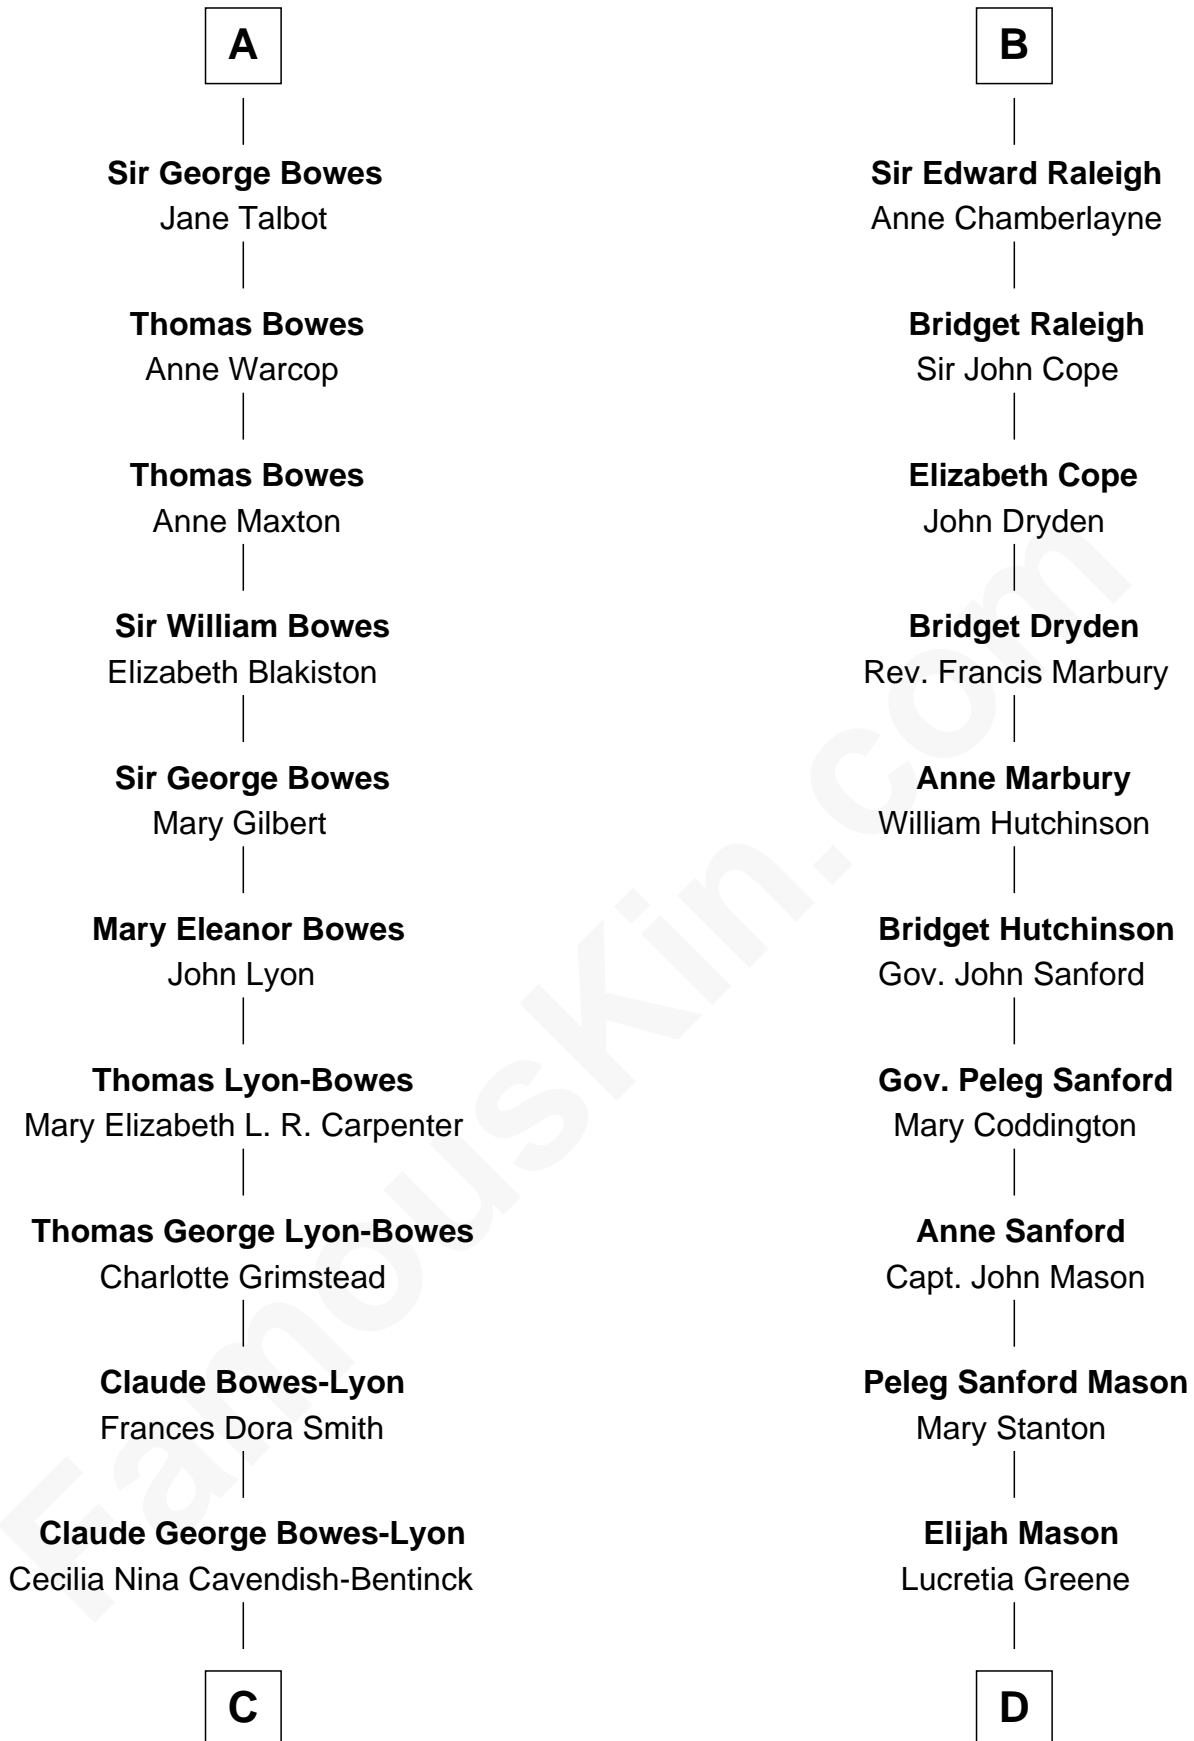 A
Sir George Bowes
Jane Talbot
Thomas Bowes
Anne Warcop
Thomas Bowes
Anne Maxton
Sir William Bowes
Elizabeth Blakiston
Sir George Bowes
Mary Gilbert
Mary Eleanor Bowes
John Lyon
Thomas Lyon-Bowes
Mary Elizabeth L. R. Carpenter
Thomas George Lyon-Bowes
Charlotte Grimstead
Claude Bowes-Lyon
Frances Dora Smith
Claude George Bowes-Lyon
Cecilia Nina Cavendish-Bentinck
C
B
Sir Edward Raleigh
Anne Chamberlayne
Bridget Raleigh
Sir John Cope
Elizabeth Cope
John Dryden
Bridget Dryden
Rev. Francis Marbury
Anne Marbury
William Hutchinson
Bridget Hutchinson
Gov. John Sanford
Gov. Peleg Sanford
Mary Coddington
Anne Sanford
Capt. John Mason
Peleg Sanford Mason
Mary Stanton
Elijah Mason
Lucretia Greene
D
FamousKin.com